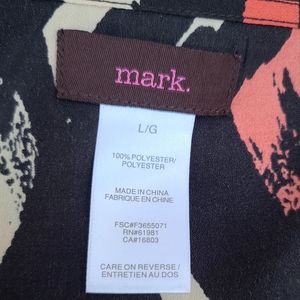 mark.
L/G
100% POLYESTER/
POLYESTER
MADE IN CHINA
FABRIQUE EN CHINE
FSC#F3655071
RN#61981
CA#16803
CARE ON REVERSE /
ENTRETIEN AU DOS